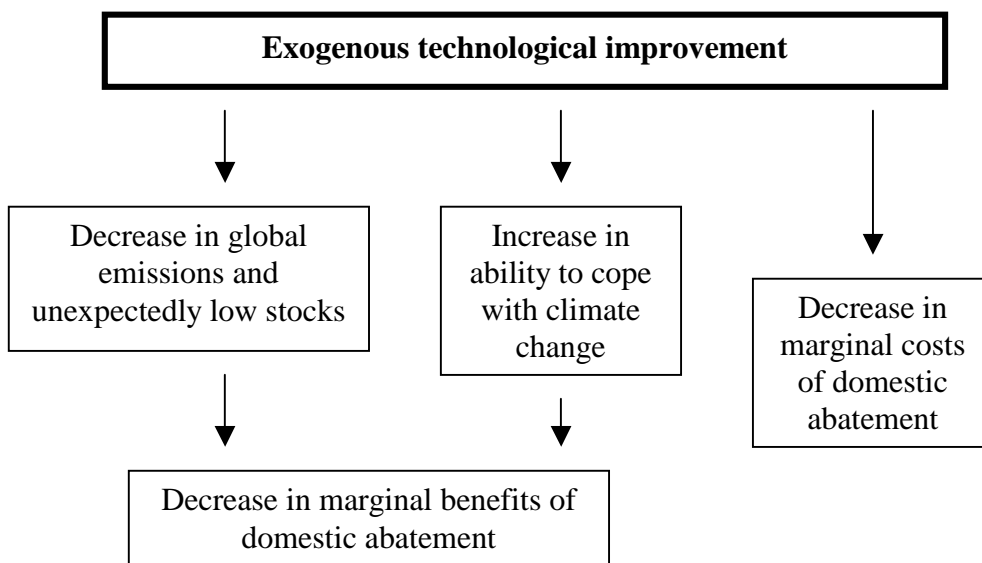 Exogenous technological improvement
Decrease in global
emissions and
unexpectedly low stocks
Increase in
ability to cope
with climate
change
Decrease in
marginal costs
of domestic
abatement
Decrease in marginal benefits of
domestic abatement